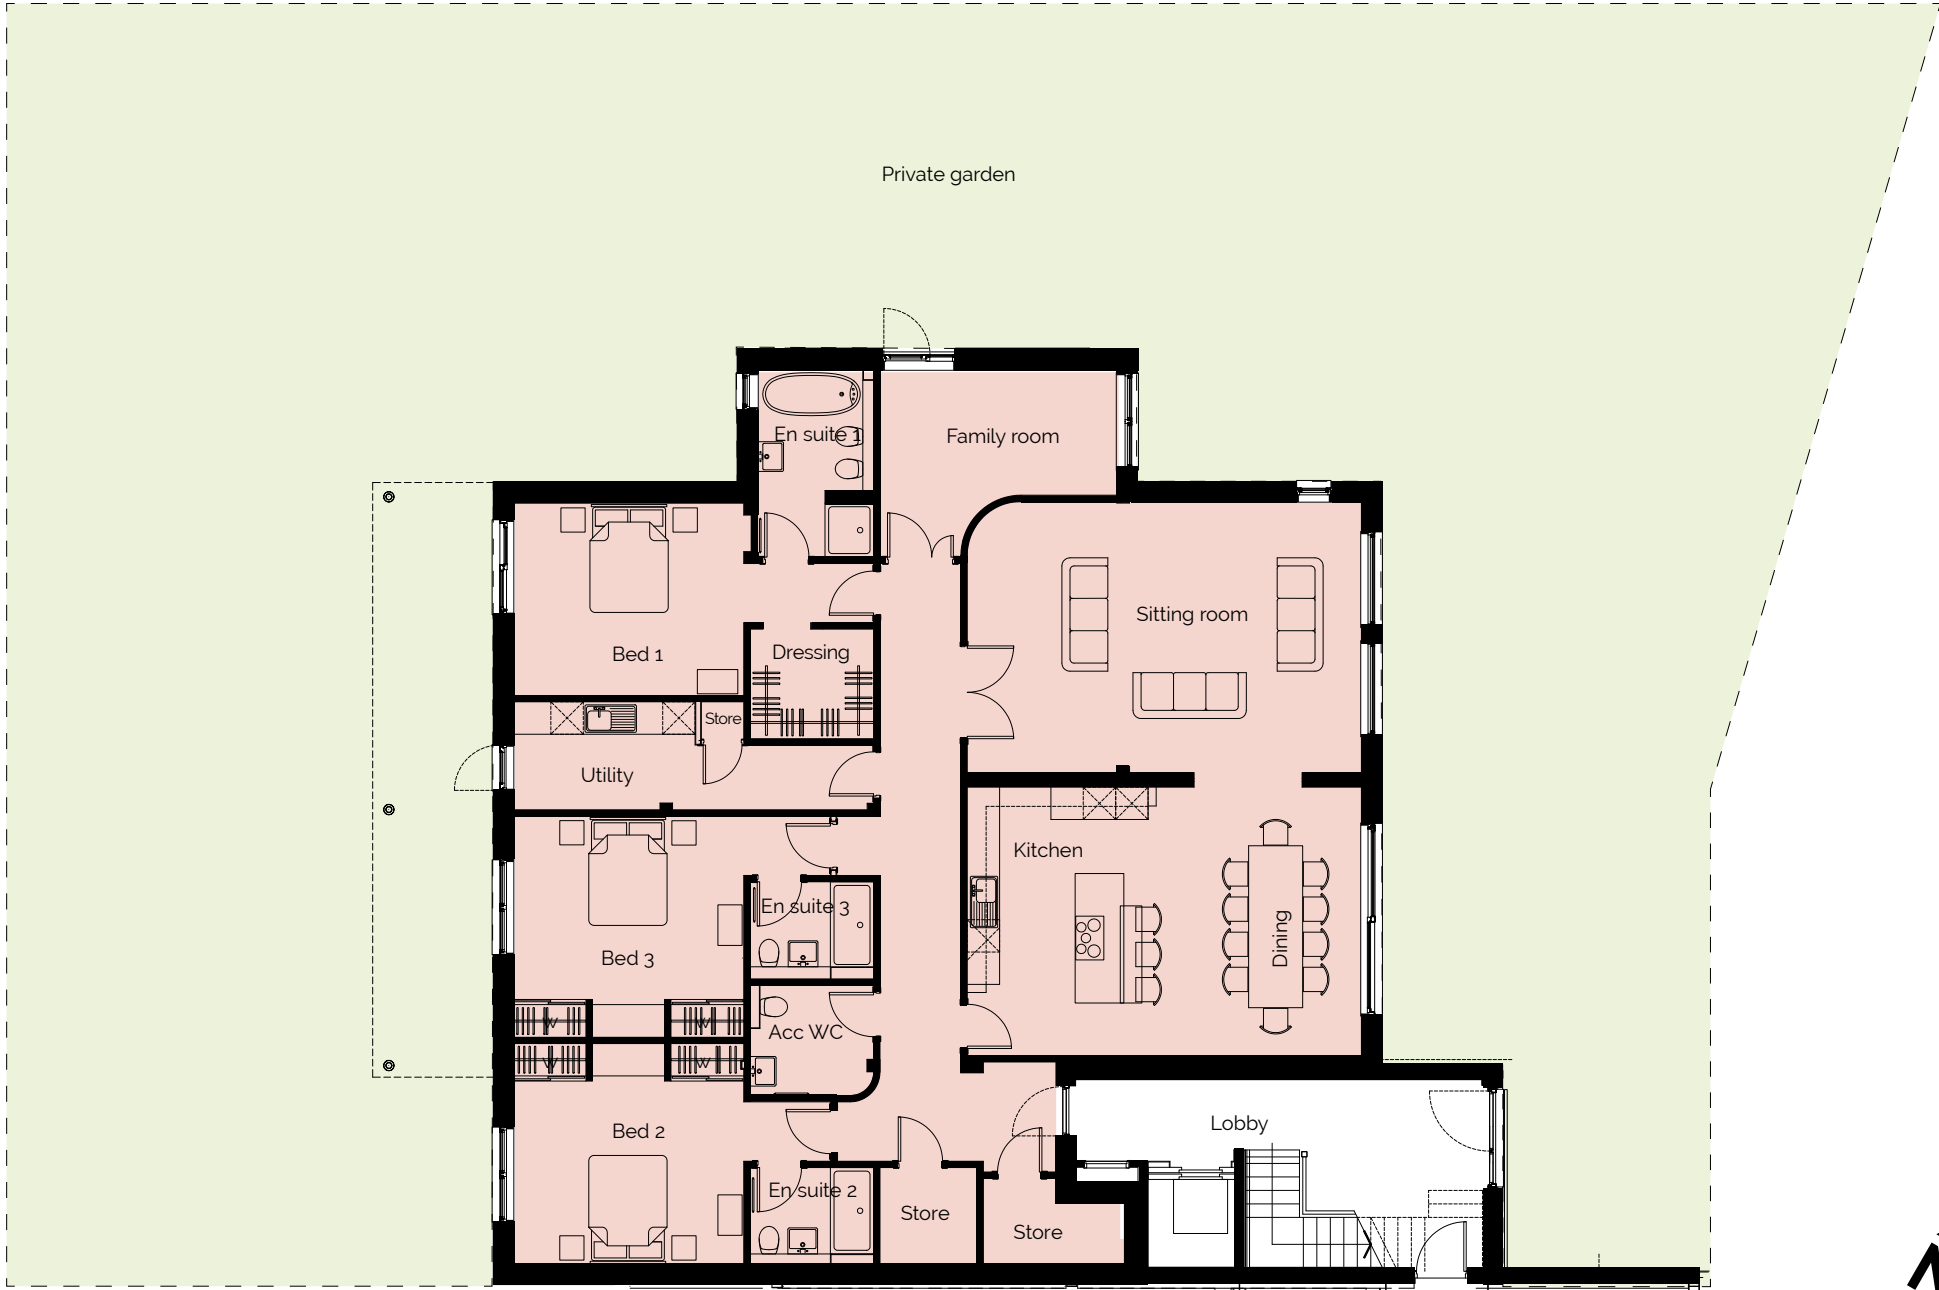 Private garden
En suite 1
Family room
Sitting room
Bed 1
Dressing
Store
Utility
Kitchen
En suite 3
Dining
Bed 3
W
W
Acc WC
W
W
Lobby
Bed 2
En suite 2
Store
Store